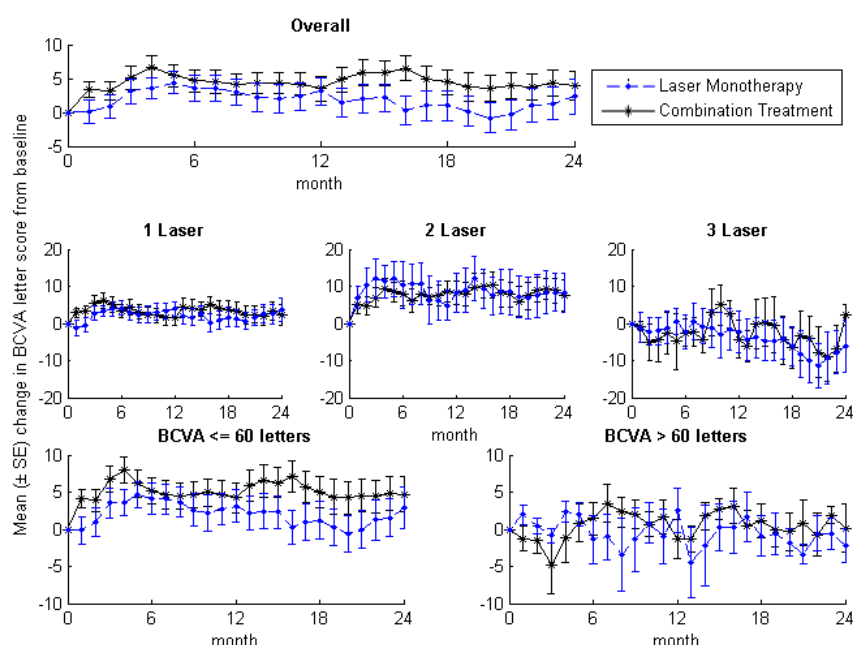 Overall
10
5
0
-5
0 6 12 18 24
month
Laser Monotherapy
Combination Treatment
Mean (± SE) change in BCVA letter score from baseline
1 Laser
20
10
0
-10
-20
0 6 12 18 24
2 Laser
20
10
0
-10
-20
0 6 12 18 24
month
3 Laser
20
10
0
-10
-20
0 6 12 18 24
BCVA <= 60 letters
10
5
0
-5
-10
0 6 12 18 24
month
BCVA > 60 letters
10
5
0
-5
-10
0 6 12 18 24
month